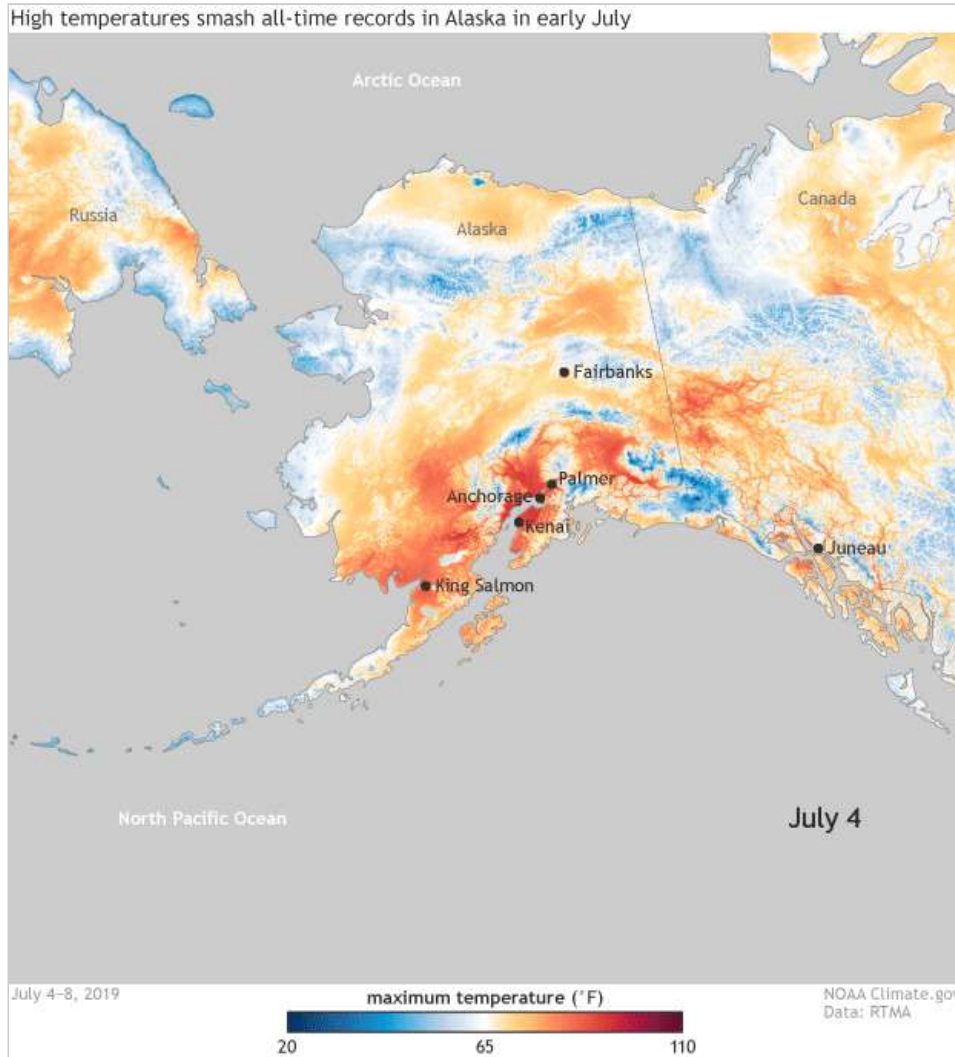 High temperatures smash all-time records in Alaska in early July
Arctic Ocean
Russia
Alaska
Canada
Fairbanks
Palmer
Anchorage
Kenai
Juneau
King Salmon
North Pacific Ocean
July 4
July 4–8, 2019
maximum temperature (°F)
NOAA Climate.gov
Data: RTMA
20
65
110